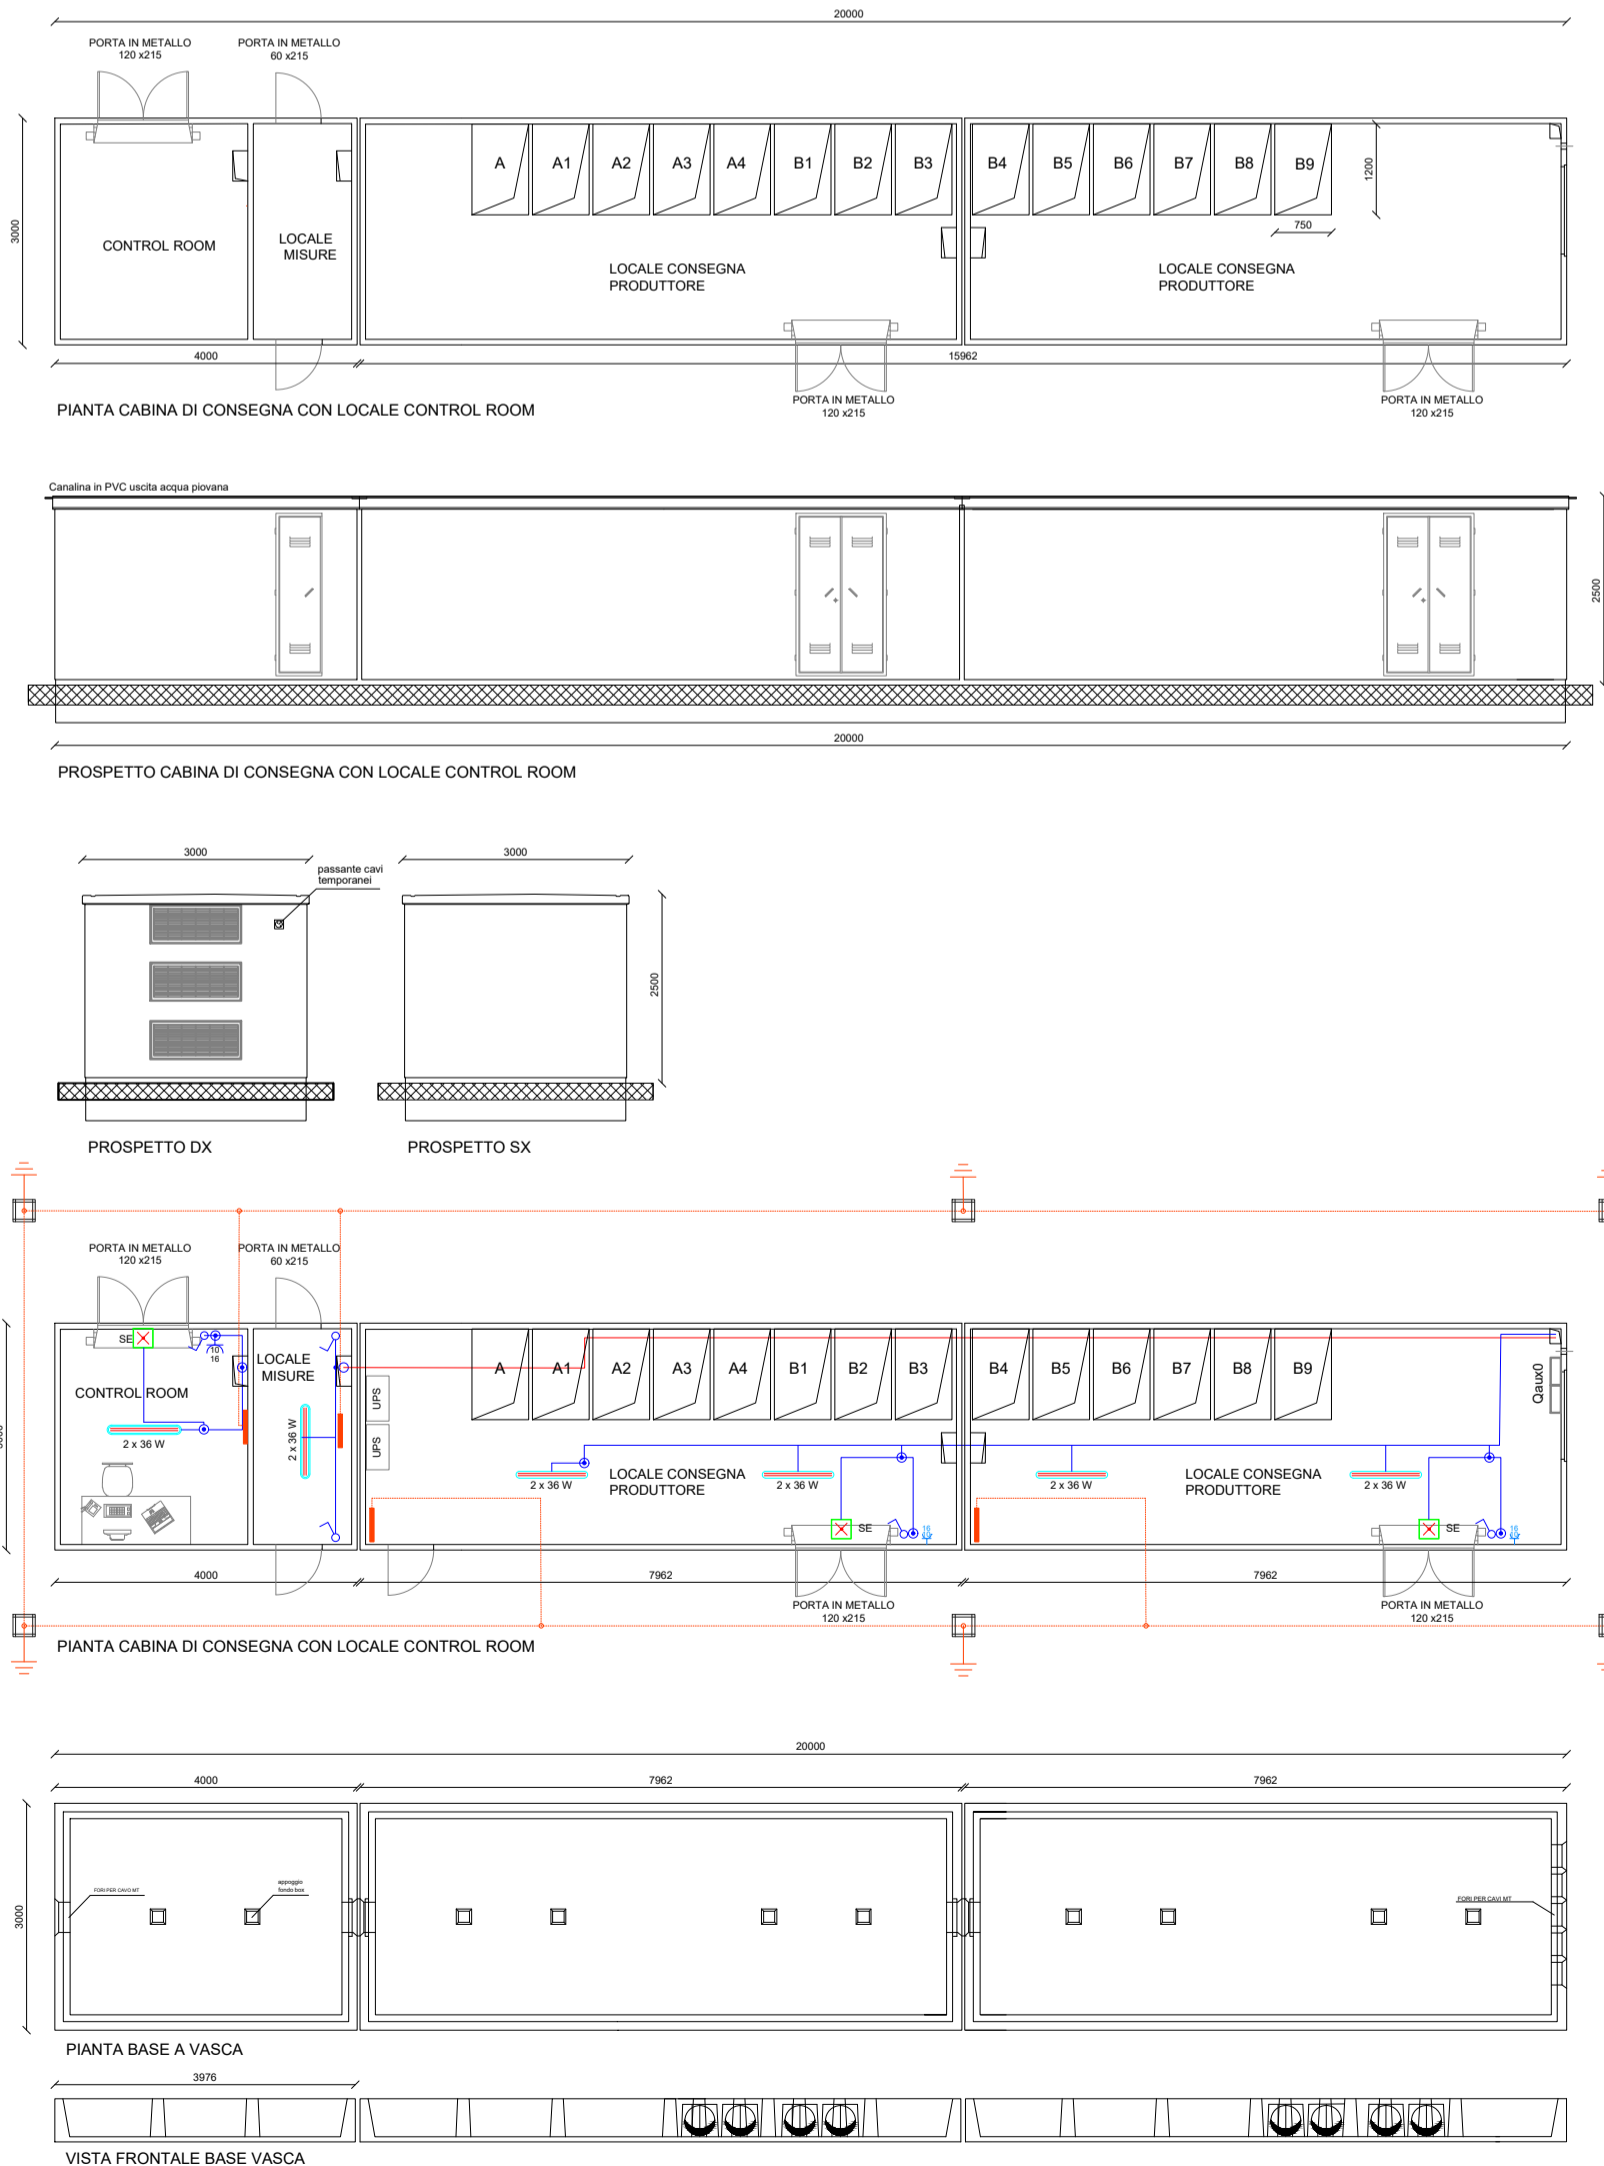 20000
PORTA IN METALLO
120 x215
PORTA IN METALLO
60 x215
3000
A
A1
A2
A3
A4
B1
B2
B3
B4
B5
B6
B7
B8
B9
1200
750
CONTROL ROOM
LOCALE
MISURE
LOCALE CONSEGNA
PRODUTTORE
LOCALE CONSEGNA
PRODUTTORE
4000
15962
PORTA IN METALLO
120 x215
PORTA IN METALLO
120 x215
PIANTA CABINA DI CONSEGNA CON LOCALE CONTROL ROOM
Canalina in PVC uscita acqua piovana
2500
20000
PROSPETTO CABINA DI CONSEGNA CON LOCALE CONTROL ROOM
3000
3000
passante cavi
temporanei
2500
PROSPETTO DX
PROSPETTO SX
PORTA IN METALLO
120 x215
PORTA IN METALLO
60 x215
SE
10
16
LOCALE
MISURE
CONTROL ROOM
2 x 36 W
2 x 36 W
UPS
UPS
A
A1
A2
A3
A4
B1
B2
B3
B4
B5
B6
B7
B8
B9
Qaux0
2 x 36 W
LOCALE CONSEGNA
PRODUTTORE
2 x 36 W
2 x 36 W
LOCALE CONSEGNA
PRODUTTORE
2 x 36 W
SE
16
SE
16
4000
7962
7962
PORTA IN METALLO
120 x215
PORTA IN METALLO
120 x215
PIANTA CABINA DI CONSEGNA CON LOCALE CONTROL ROOM
20000
4000
7962
7962
3000
FORI PER CAVO MT
appoggio
fondo box
FORI PER CAVI MT
PIANTA BASE A VASCA
3976
VISTA FRONTALE BASE VASCA